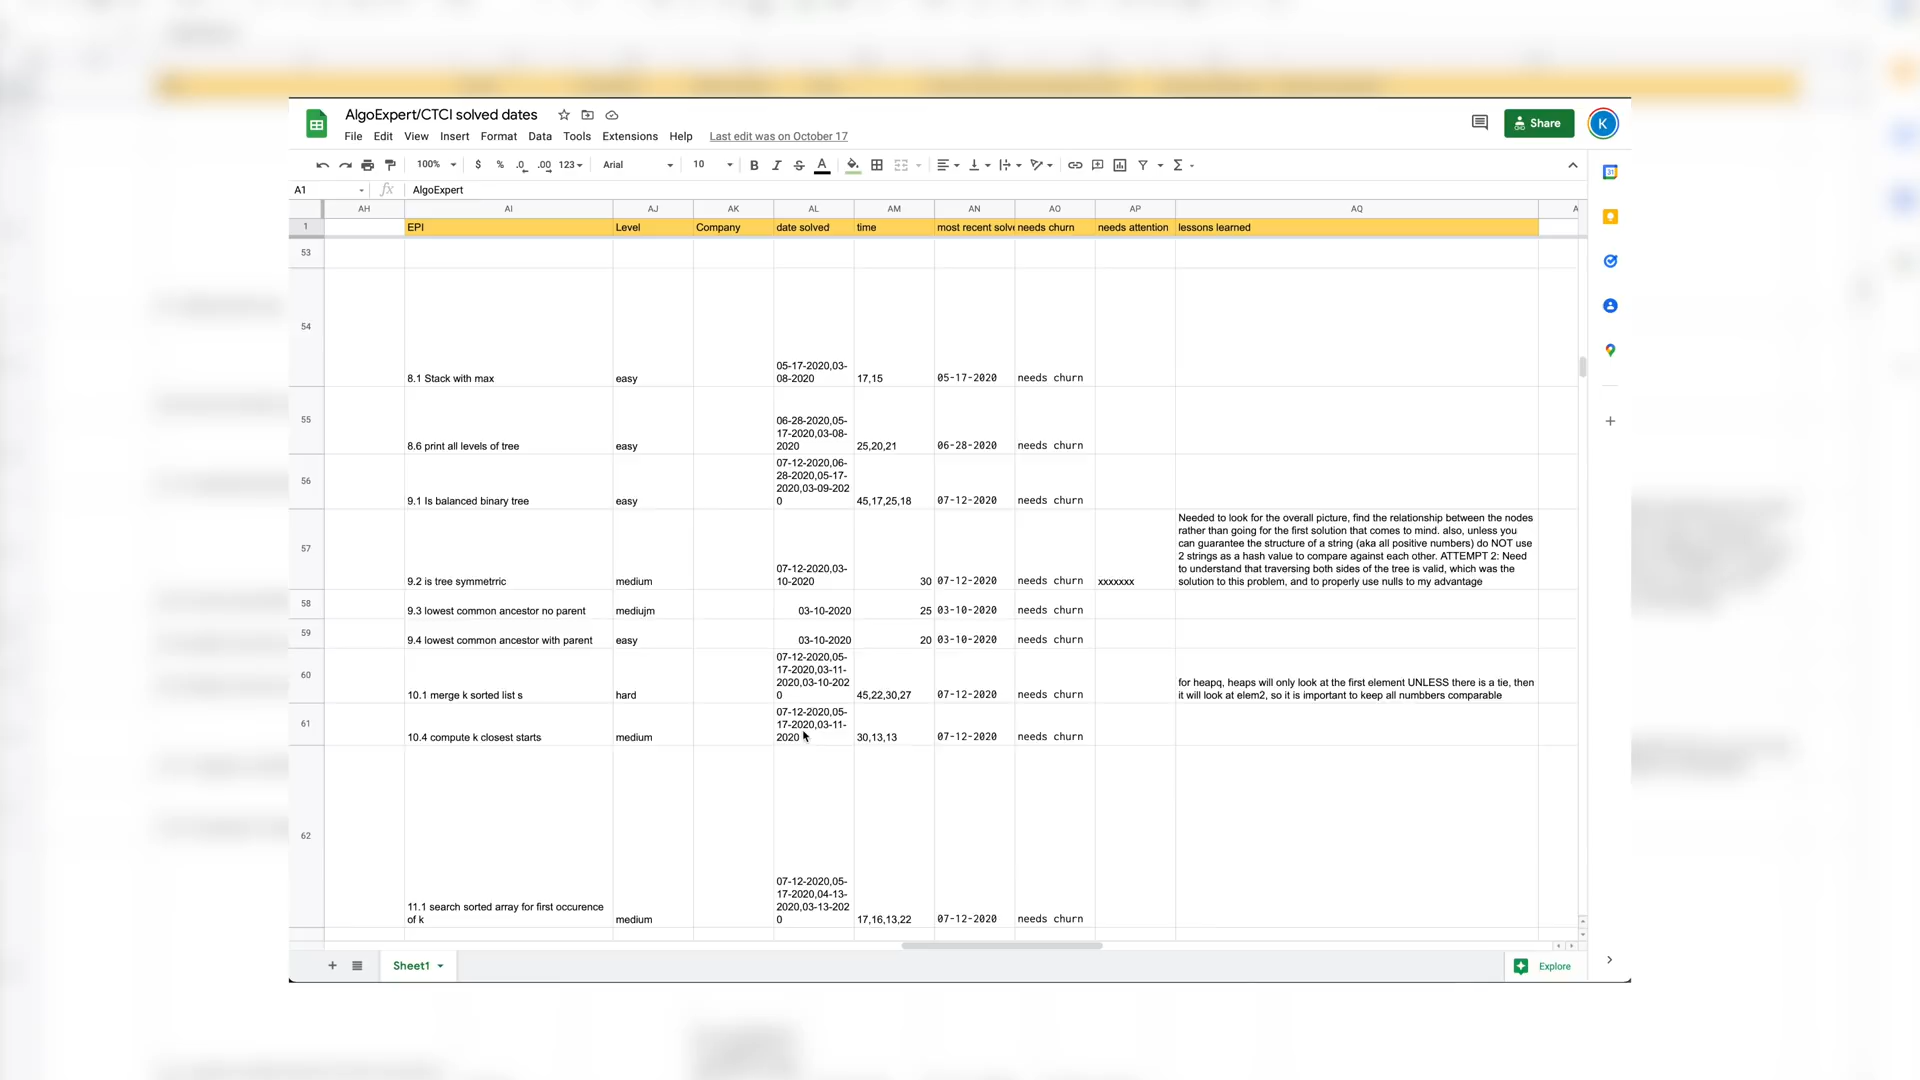 AlgoExpert/CTCI solved dates
File Edit View Insert Format Data Tools Extensions Help Last edit was on October 17
Share
K
100% $ % .0 .00 123 Arial 10 B I S A
A1 fx AlgoExpert
AH AI AJ AK AL AM AN AO AP AQ
1 EPI Level Company date solved time most recent solv needs churn needs attention lessons learned
53
54
05-17-2020,03-
8.1 Stack with max easy 08-2020 17,15 05-17-2020 needs churn
55
06-28-2020,05-
17-2020,03-08-
8.6 print all levels of tree easy 2020 25,20,21 06-28-2020 needs churn
56
07-12-2020,06-
28-2020,05-17-
2020,03-09-202
9.1 Is balanced binary tree easy 0 45,17,25,18 07-12-2020 needs churn
57
Needed to look for the overall picture, find the relationship between the nodes
rather than going for the first solution that comes to mind. also, unless you
can guarantee the structure of a string (aka all positive numbers) do NOT use
2 strings as a hash value to compare against each other. ATTEMPT 2: Need
07-12-2020,03- to understand that traversing both sides of the tree is valid, which was the
9.2 is tree symmetrric medium 10-2020 30 07-12-2020 needs churn xxxxxxx solution to this problem, and to properly use nulls to my advantage
58 9.3 lowest common ancestor no parent mediujm 03-10-2020 25 03-10-2020 needs churn
59 9.4 lowest common ancestor with parent easy 03-10-2020 20 03-10-2020 needs churn
60
07-12-2020,05-
17-2020,03-11-
2020,03-10-202 for heapq, heaps will only look at the first element UNLESS there is a tie, then
10.1 merge k sorted list s hard 0 45,22,30,27 07-12-2020 needs churn it will look at elem2, so it is important to keep all numbbers comparable
61
07-12-2020,05-
17-2020,03-11-
10.4 compute k closest starts medium 2020 30,13,13 07-12-2020 needs churn
62
07-12-2020,05-
17-2020,04-13-
11.1 search sorted array for first occurence 2020,03-13-202
of k medium 0 17,16,13,22 07-12-2020 needs churn
Sheet1
Explore